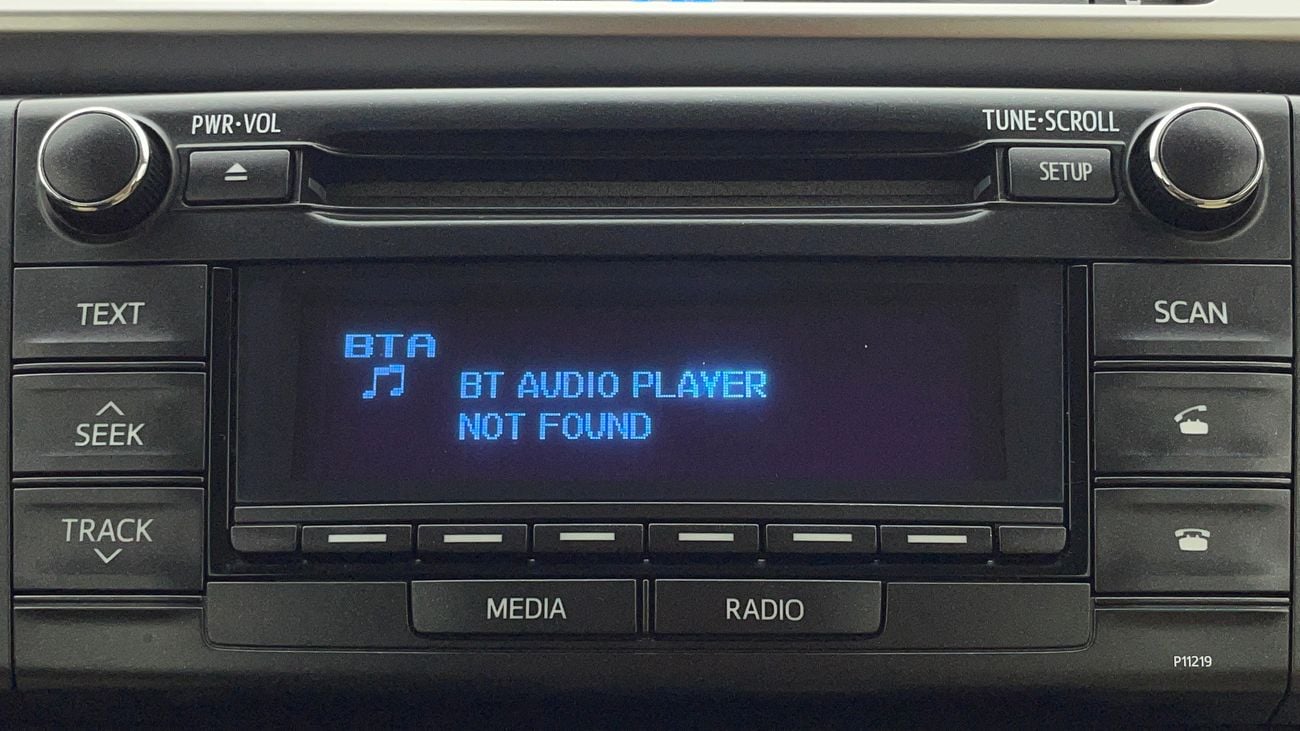 PWR·VOL
TUNE·SCROLL
SETUP
TEXT
SCAN
BTA
BT AUDIO PLAYER
NOT FOUND
SEEK
TRACK
MEDIA
RADIO
P11219